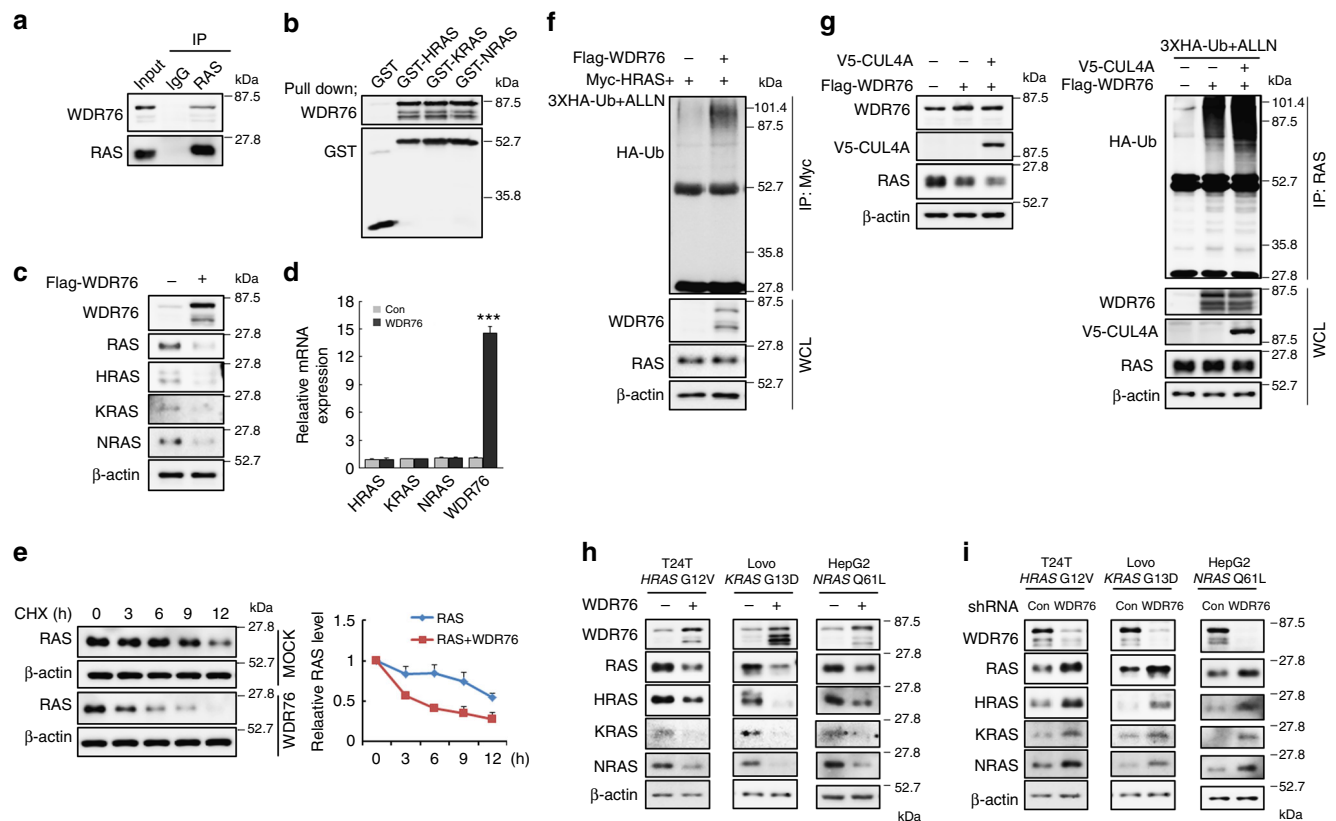 a
IP
Input
IgG
RAS
kDa
WDR76
87.5
RAS
27.8
b
GST
GST-HRAS
GST-KRAS
GST-NRAS
kDa
Pull down;
WDR76
87.5
GST
52.7
35.8
c
Flag-WDR76 – + kDa
WDR76
87.5
RAS
27.8
HRAS
27.8
KRAS
27.8
NRAS
27.8
β-actin
52.7
d
Relaative mRNA
expression
18
15
12
9
6
3
0
Con
WDR76
***
HRAS
KRAS
NRAS
WDR76
e
CHX (h) 0 3 6 9 12 kDa
RAS
27.8
β-actin
52.7
MOCK
RAS
27.8
β-actin
52.7
WDR76
Relaative RAS level
1.5
1
0.5
0
RAS
RAS+WDR76
0 3 6 9 12 (h)
f
Flag-WDR76 – +
Myc-HRAS+ + +
3XHA-Ub+ALLN
kDa
101.4
87.5
HA-Ub
52.7
35.8
27.8
IP: Myc
WDR76
87.5
RAS
27.8
β-actin
52.7
WCL
g
V5-CUL4A – – +
Flag-WDR76 – + +
kDa
WDR76
87.5
V5-CUL4A
87.5
RAS
27.8
β-actin
52.7
3XHA-Ub+ALLN
V5-CUL4A – – +
Flag-WDR76 – + +
kDa
101.4
87.5
HA-Ub
52.7
35.8
27.8
IP: RAS
WDR76
87.5
V5-CUL4A
87.5
RAS
27.8
β-actin
52.7
WCL
h
T24T
HRAS G12V
Lovo
KRAS G13D
HepG2
NRAS Q61L
WDR76 – + – + – +
WDR76
87.5
RAS
27.8
HRAS
27.8
KRAS
27.8
NRAS
27.8
β-actin
52.7
kDa
i
T24T
HRAS G12V
Lovo
KRAS G13D
HepG2
NRAS Q61L
shRNA Con WDR76 Con WDR76 Con WDR76
WDR76
87.5
RAS
27.8
HRAS
27.8
KRAS
27.8
NRAS
27.8
β-actin
52.7
kDa